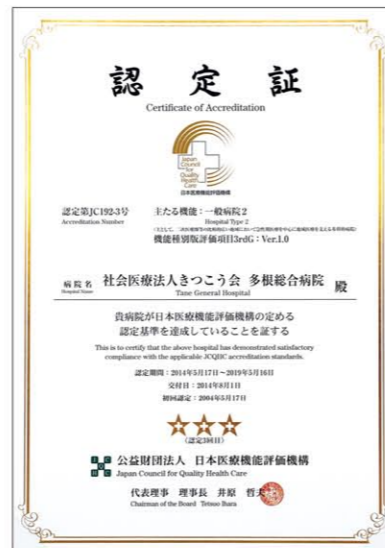 認定証
Certificate of Accreditation
Japan
Council
for
Quality
Health
Care
日本医療機能評価機構
認定第JC192-3号
Accreditation Number
主たる機能：一般病院2
Hospital Type 2
機能種別版評価項目3rdG：Ver.1.0
病院名
Hospital Name
社会医療法人きつこう会 多根総合病院 殿
Tane General Hospital
貴病院が日本医療機能評価機構の定める
認定基準を達成していることを証する
This is to certify that the above hospital has demonstrated satisfactory
compliance with the applicable JCQHC accreditation standards.
認定期間：2014年5月17日～2019年5月16日
交付日：2014年8月1日
初回認定：2004年5月17日
（認定3回目）
公益財団法人 日本医療機能評価機構
Japan Council for Quality Health Care
代表理事 理事長 井原 哲夫
Chairman of the Board Tetsuo Ihara